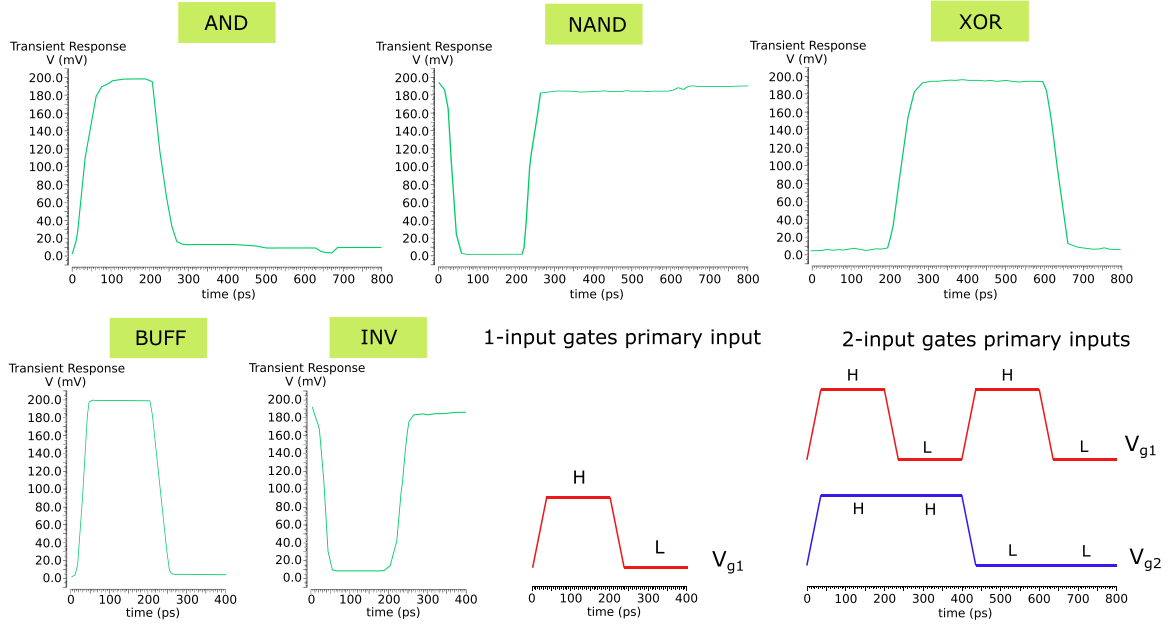 AND
NAND
XOR
Transient Response
V (mV)
200.0
180.0
160.0
140.0
120.0
100.0
80.0
60.0
40.0
20.0
0.0
0 100 200 300 400 500 600 700 800
time (ps)
Transient Response
V (mV)
200.0
180.0
160.0
140.0
120.0
100.0
80.0
60.0
40.0
20.0
0.0
0 100 200 300 400 500 600 700 800
time (ps)
Transient Response
V (mV)
200.0
180.0
160.0
140.0
120.0
100.0
80.0
60.0
40.0
20.0
0.0
0 100 200 300 400 500 600 700 800
time (ps)
BUFF
Transient Response
V (mV)
200.0
180.0
160.0
140.0
120.0
100.0
80.0
60.0
40.0
20.0
0.0
0 100 200 300 400
time (ps)
INV
Transient Response
V (mV)
200.0
180.0
160.0
140.0
120.0
100.0
80.0
60.0
40.0
20.0
0.0
0 100 200 300 400
time (ps)
1-input gates primary input
H
L
Vg1
0 100 200 300 400
time (ps)
2-input gates primary inputs
H H
L L
Vg1
H H
L L
Vg2
0 100 200 300 400 500 600 700 800
time (ps)